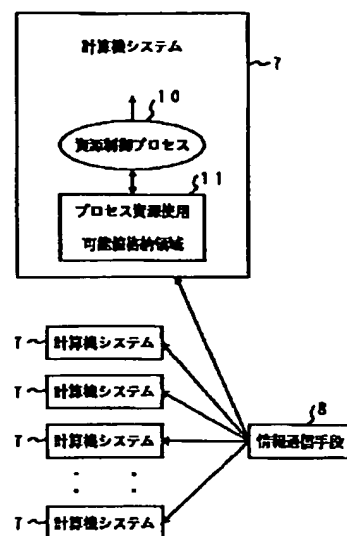 計算機システム
7
10
資源制御プロセス
11
プロセス資源使用
可能値格納領域
7
計算機システム
7
計算機システム
7
計算機システム
8
情報通信手段
7
計算機システム